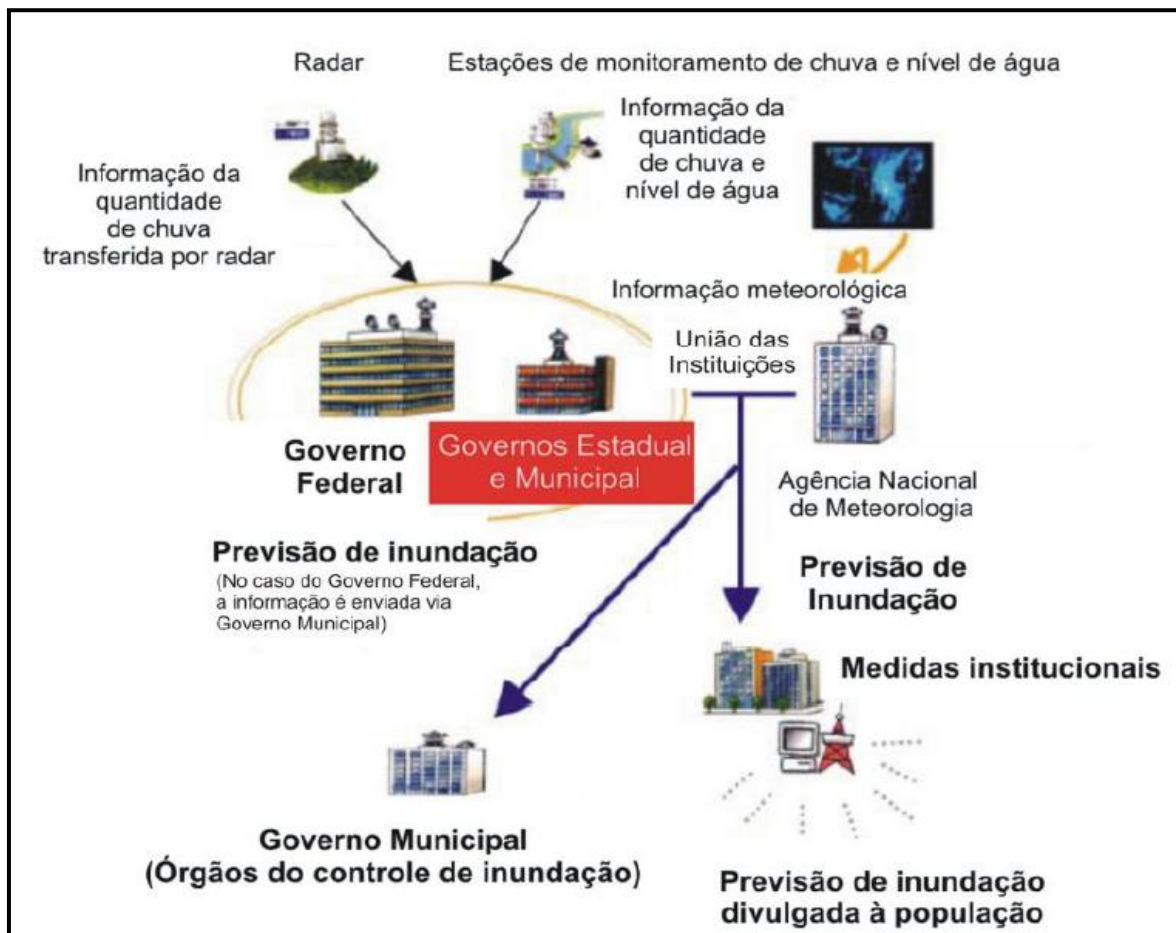 Radar
Estações de monitoramento de chuva e nível de água
Informação da
quantidade
de chuva
transferida por radar
Informação da
quantidade
de chuva e
nível de água
Informação meteorológica
União das
Instituições
Governo
Federal
Governos Estadual
e Municipal
Agência Nacional
de Meteorologia
Previsão de inundação
(No caso do Governo Federal,
a informação é enviada via
Governo Municipal)
Previsão de
Inundação
Medidas institucionais
Governo Municipal
(Órgãos do controle de inundação)
Previsão de inundação
divulgada à população